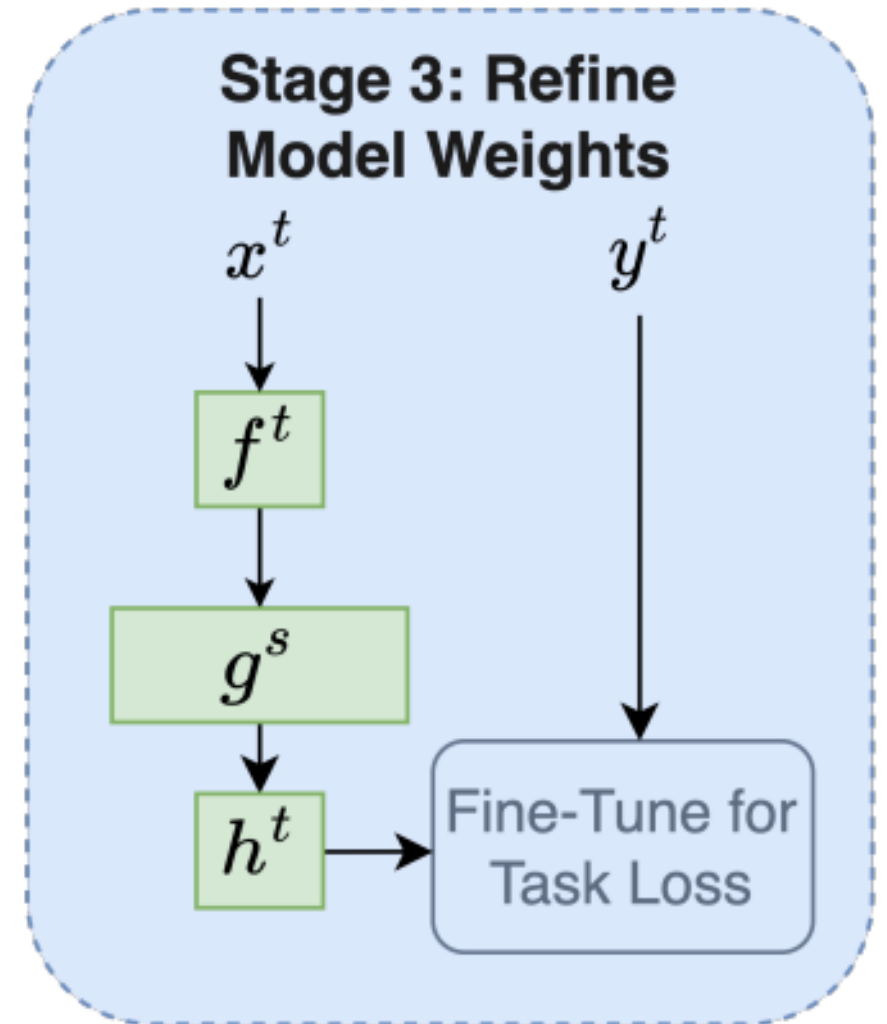 Stage 3: Refine
Model Weights
x^t
y^t
f^t
g^s
h^t
Fine-Tune for
Task Loss